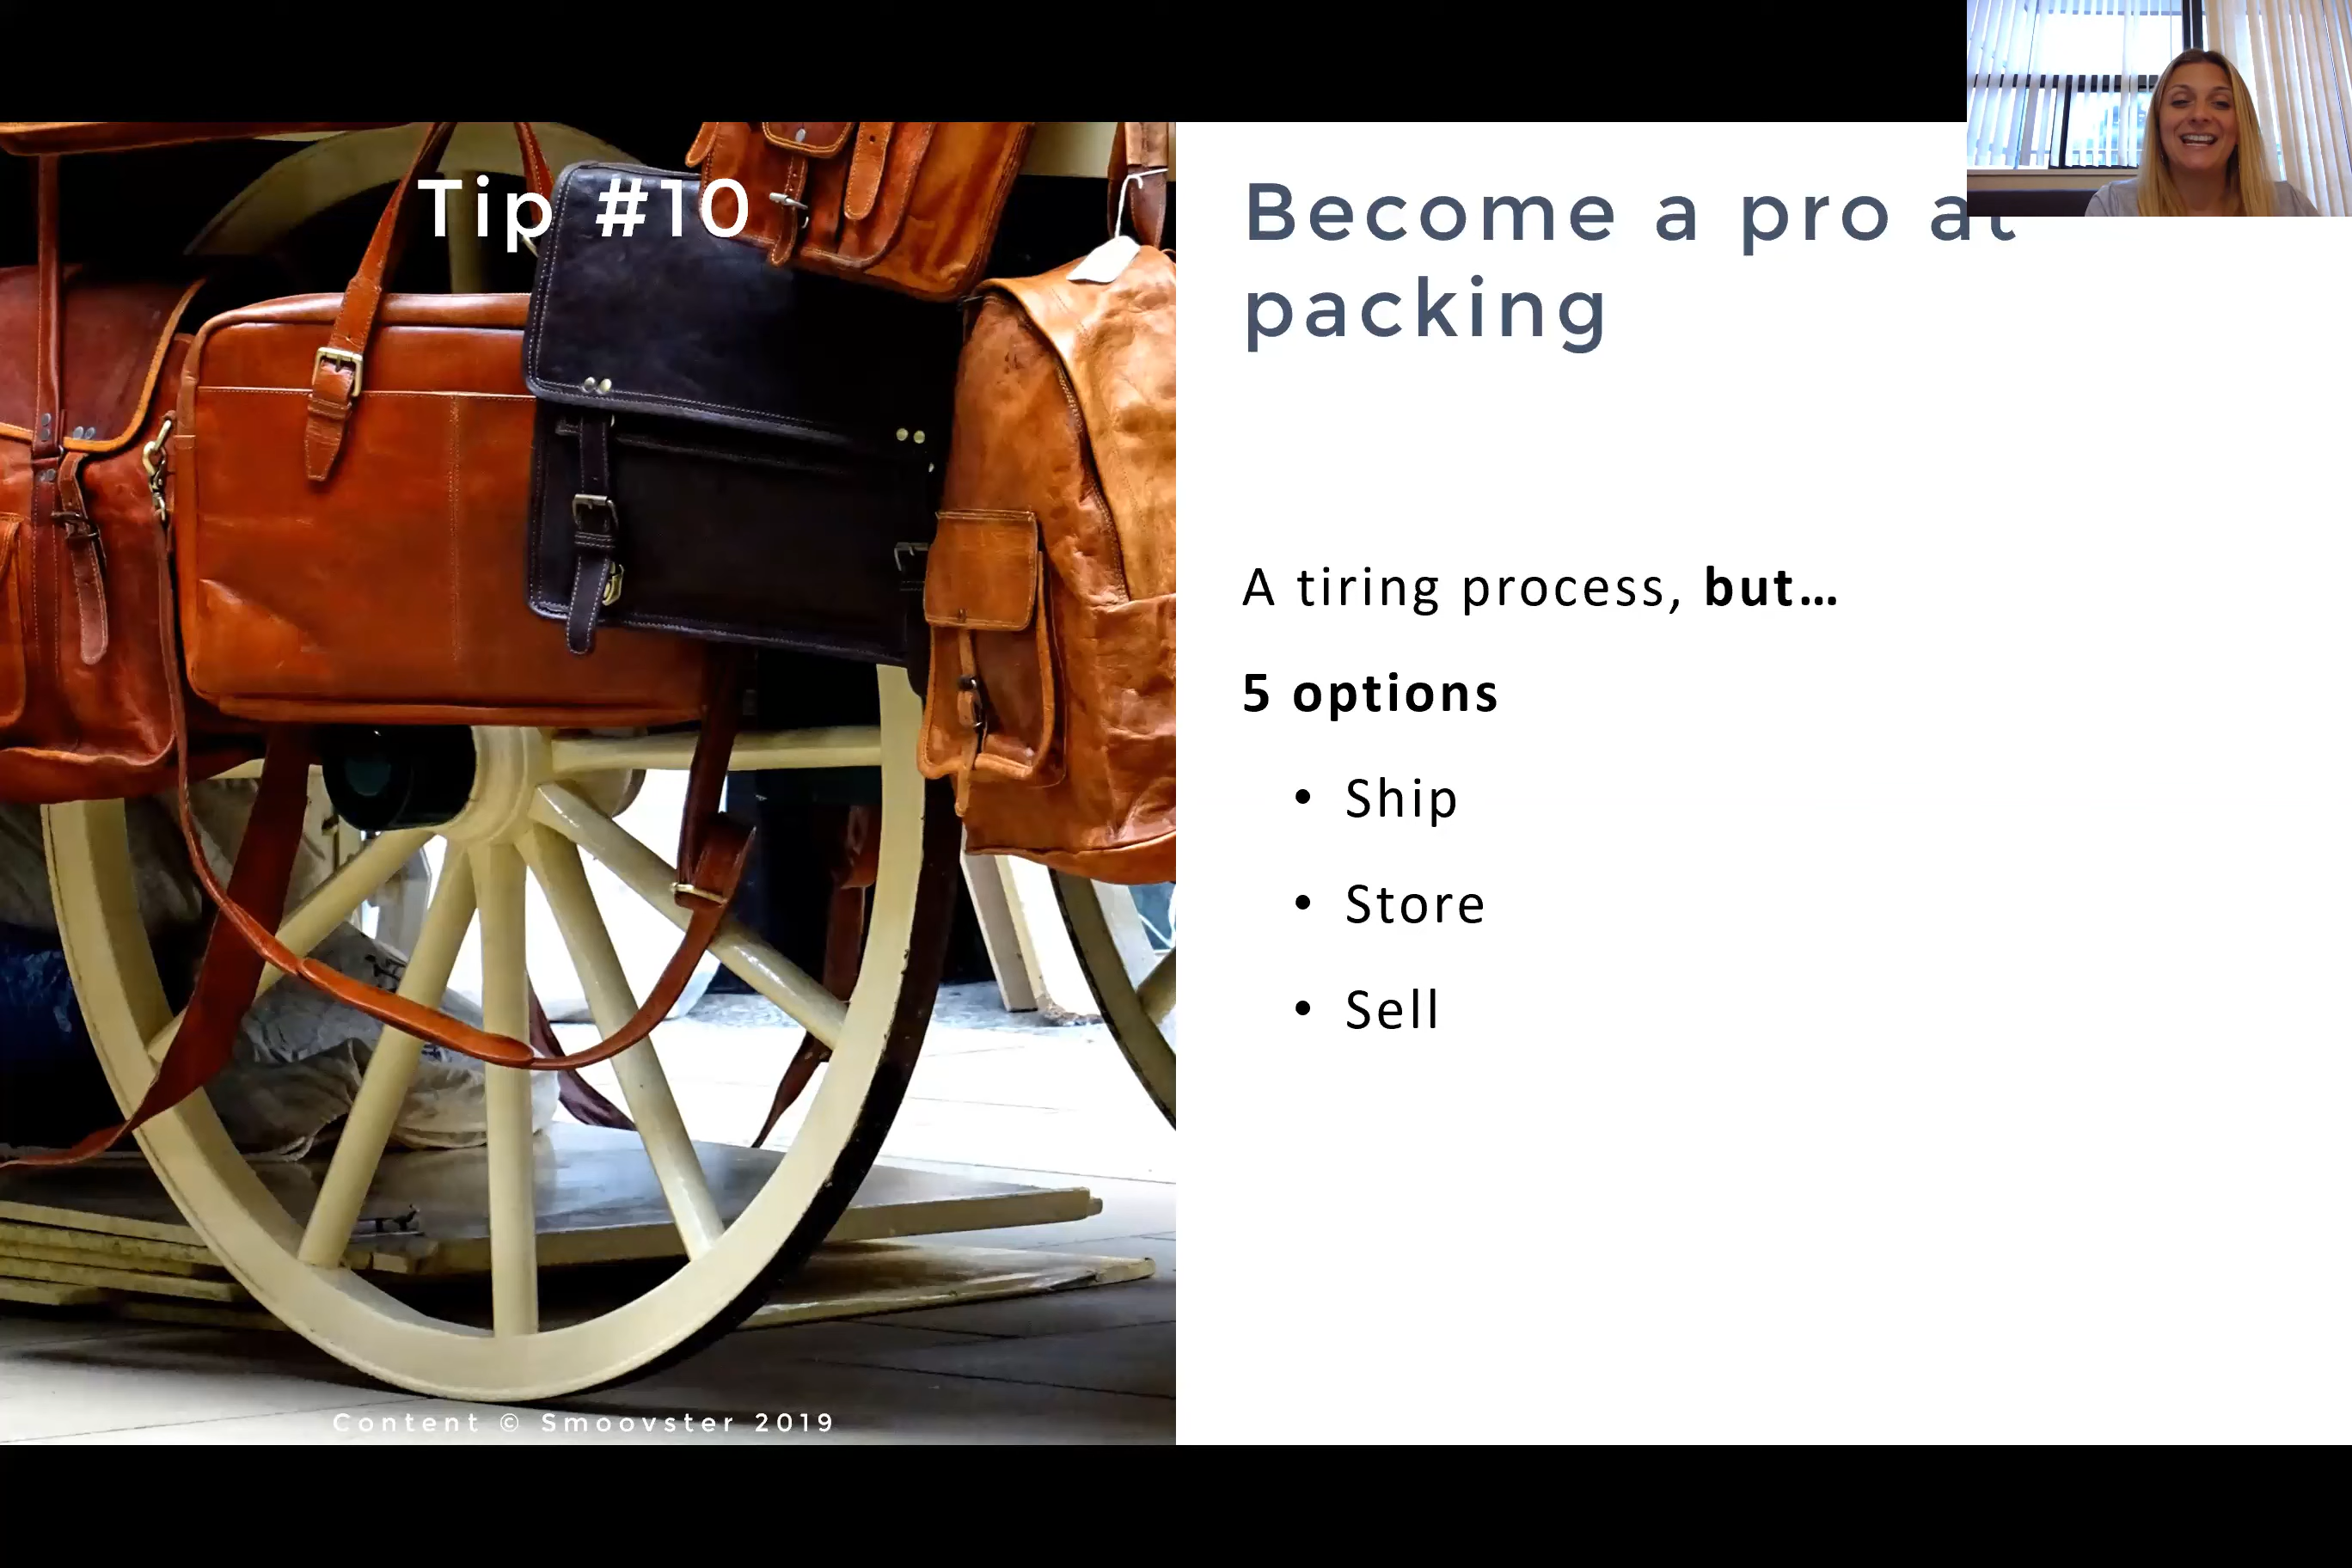 Tip #10
Become a pro at
packing
A tiring process, but…
5 options
• Ship
• Store
• Sell
Content © Smoovster 2019